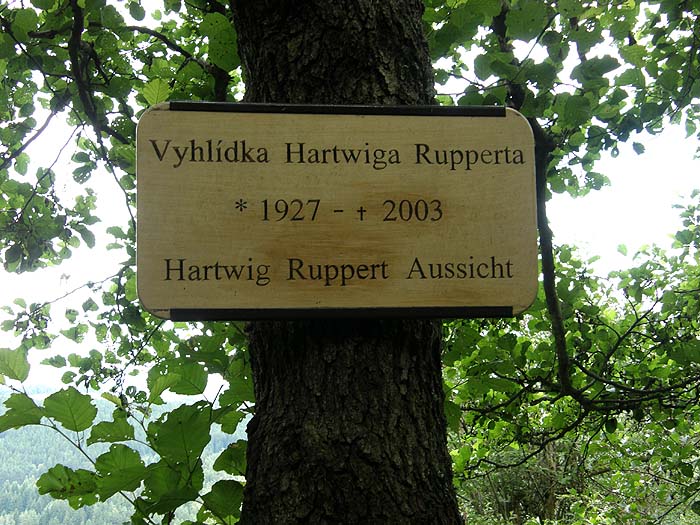 Vyhlídka Hartwiga Rupperta
* 1927 - † 2003
Hartwig Ruppert Aussicht